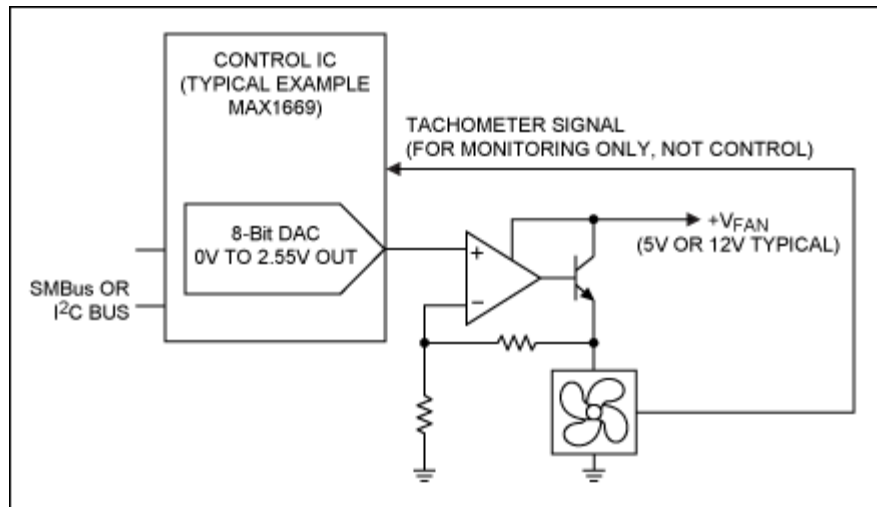 CONTROL IC
(TYPICAL EXAMPLE
MAX1669)
TACHOMETER SIGNAL
(FOR MONITORING ONLY, NOT CONTROL)
8-Bit DAC
0V TO 2.55V OUT
+
−
+VFAN
(5V OR 12V TYPICAL)
SMBus OR
I2C BUS